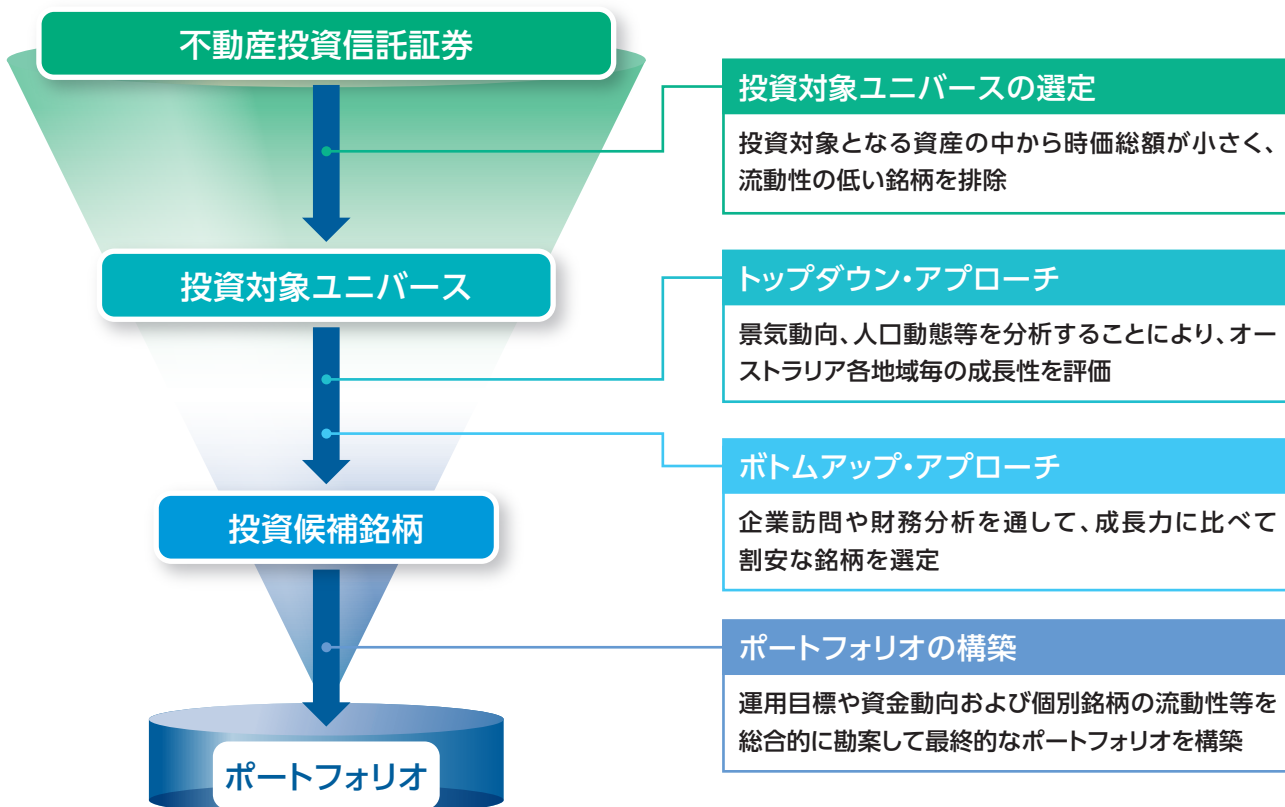 不動産投資信託証券
投資対象ユニバースの選定
投資対象となる資産の中から時価総額が小さく、
流動性の低い銘柄を排除
投資対象ユニバース
トップダウン・アプローチ
景気動向、人口動態等を分析することにより、オー
ストラリア各地域毎の成長性を評価
ボトムアップ・アプローチ
企業訪問や財務分析を通して、成長力に比べて
割安な銘柄を選定
投資候補銘柄
ポートフォリオの構築
運用目標や資金動向および個別銘柄の流動性等を
総合的に勘案して最終的なポートフォリオを構築
ポートフォリオ